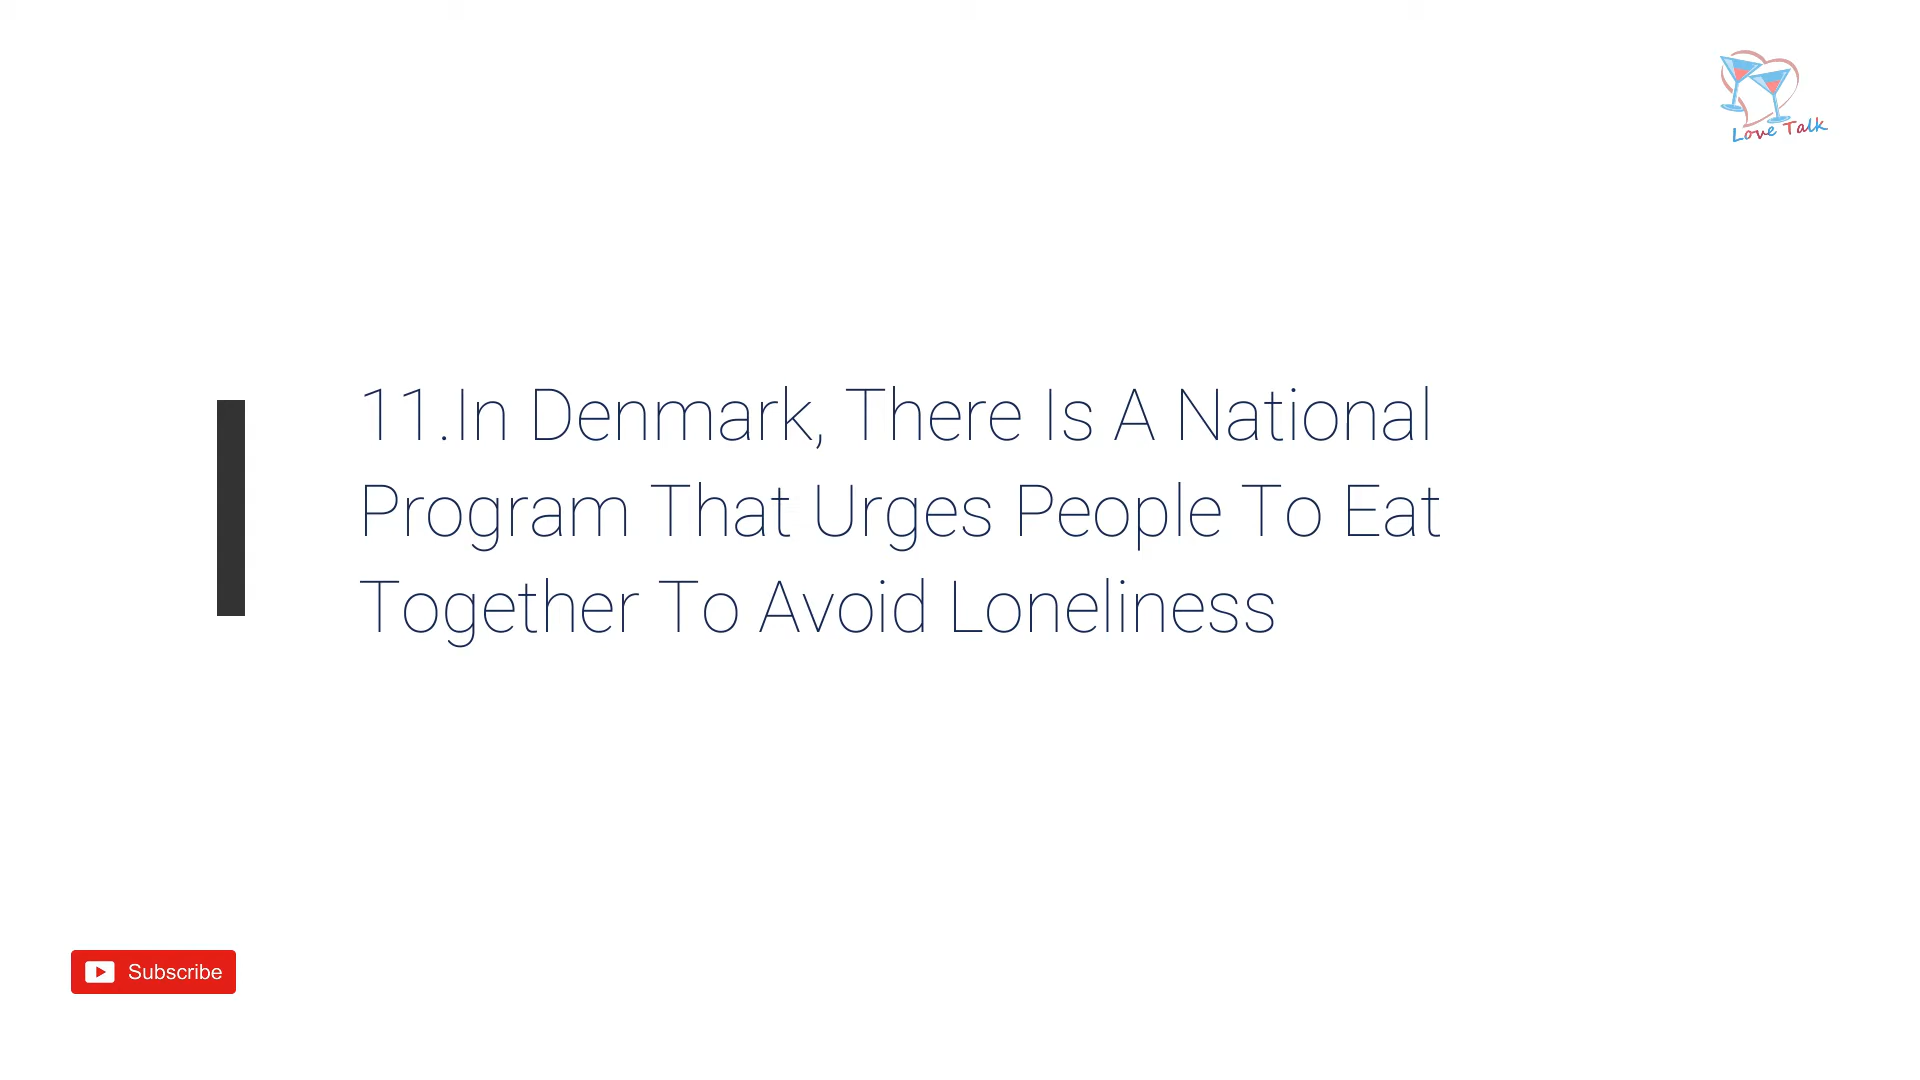 Love Talk
11.In Denmark, There Is A National
Program That Urges People To Eat
Together To Avoid Loneliness
Subscribe